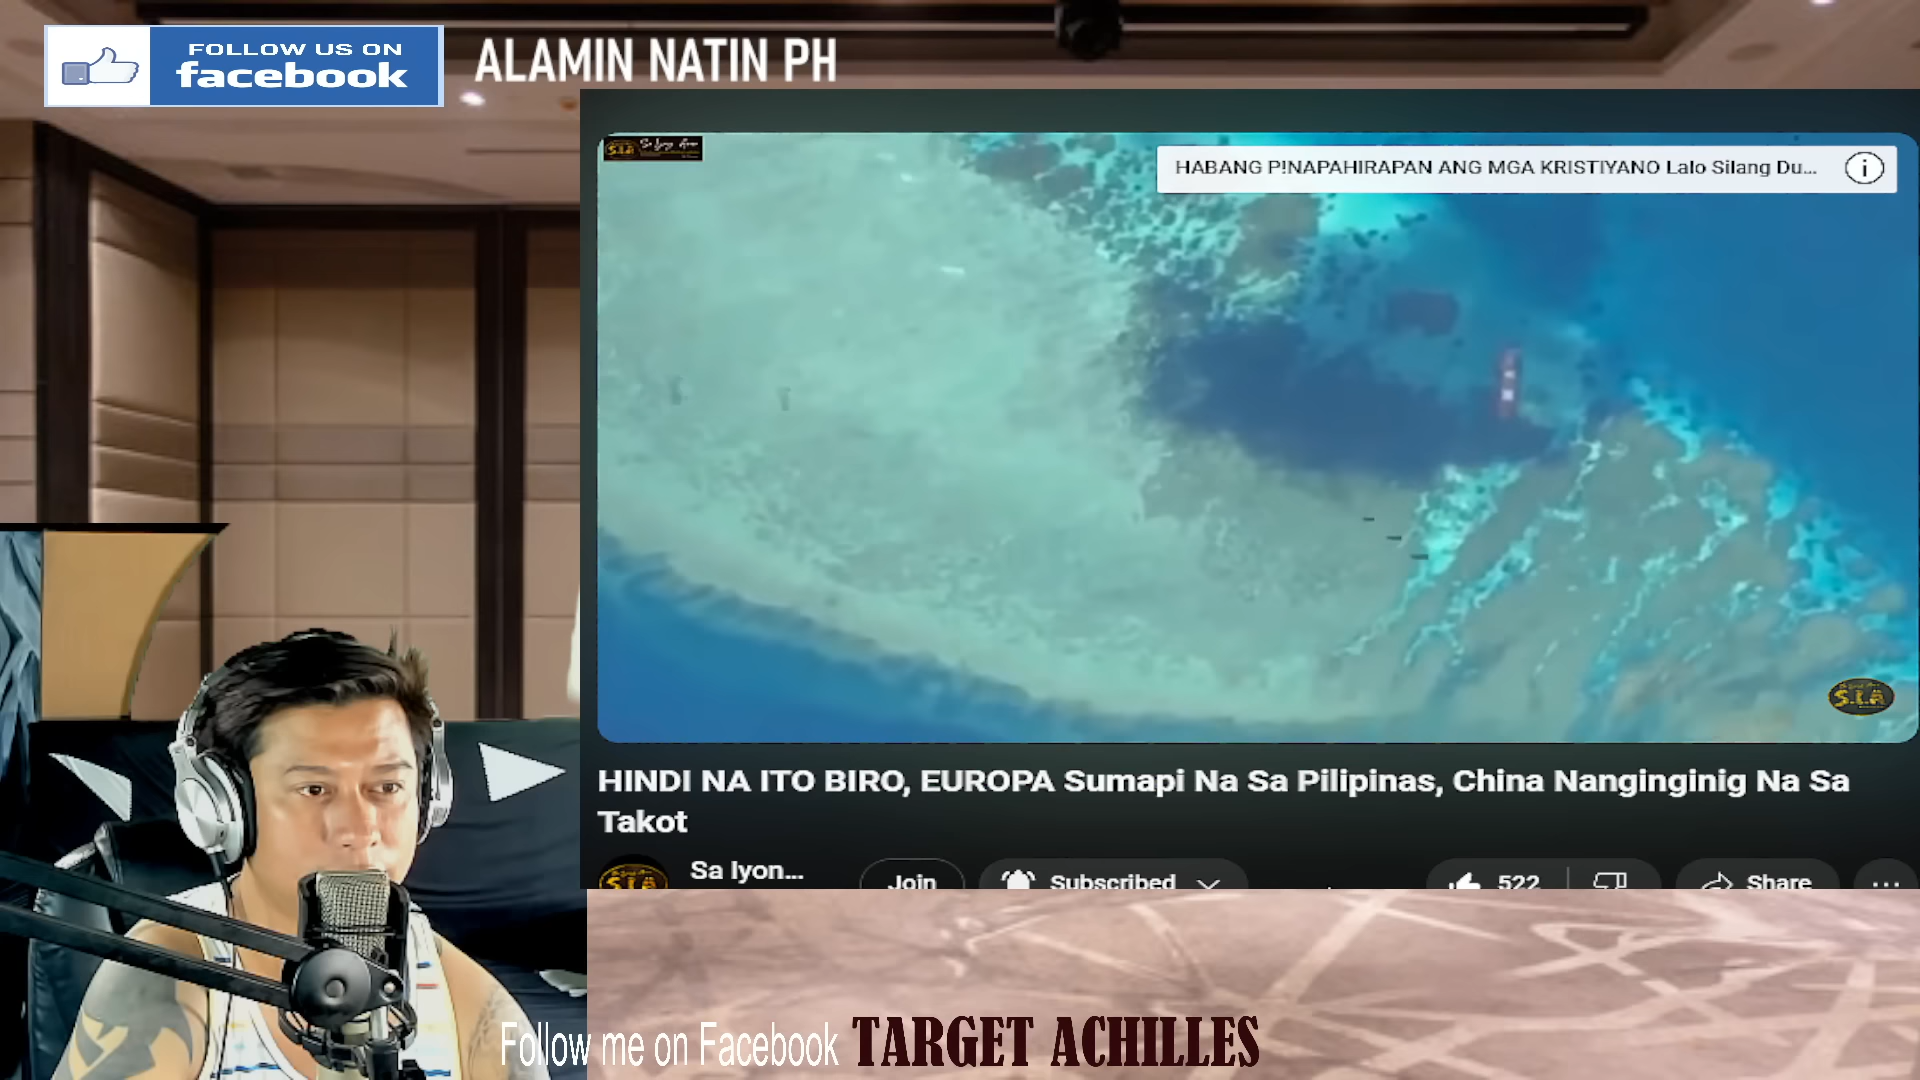 FOLLOW US ON
facebook
ALAMIN NATIN PH
S.I.A
HABANG P!NAPAHIRAPAN ANG MGA KRISTIYANO Lalo Silang Du...
S.I.A
HINDI NA ITO BIRO, EUROPA Sumapi Na Sa Pilipinas, China Nanginginig Na Sa
Takot
Sa Iyon...
Join
Subscribed
522
Share
Follow me on Facebook TARGET ACHILLES